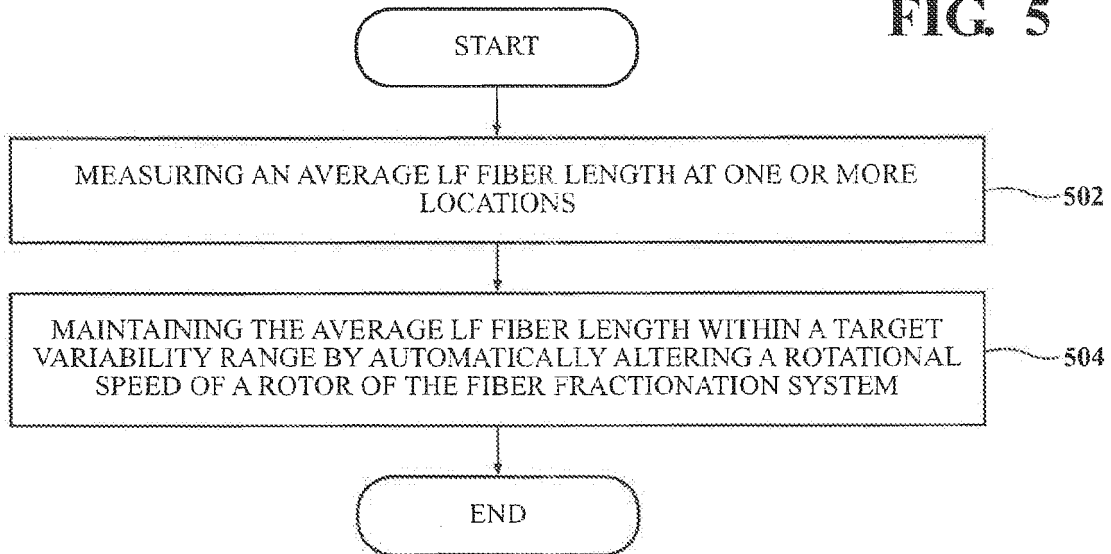 FIG. 5
START
MEASURING AN AVERAGE LF FIBER LENGTH AT ONE OR MORE
LOCATIONS
502
MAINTAINING THE AVERAGE LF FIBER LENGTH WITHIN A TARGET
VARIABILITY RANGE BY AUTOMATICALLY ALTERING A ROTATIONAL
SPEED OF A ROTOR OF THE FIBER FRACTIONATION SYSTEM
504
END